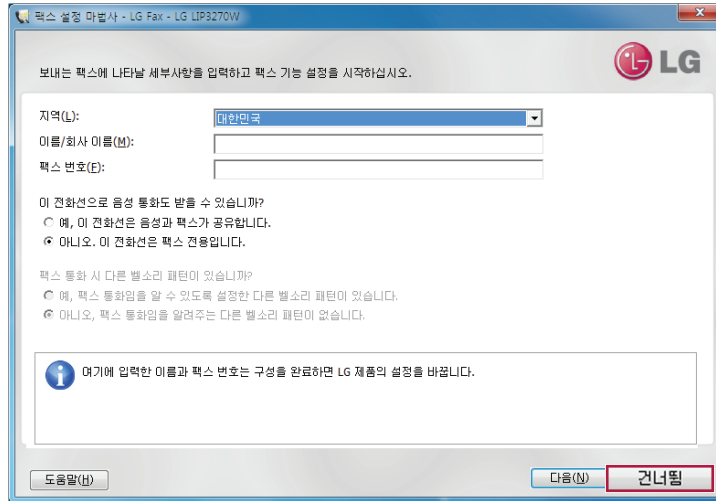 팩스 설정 마법사 - LG Fax - LG LIP3270W
LG
보내는 팩스에 나타날 세부사항을 입력하고 팩스 기능 설정을 시작하십시오.
지역(L): 대한민국
이름/회사 이름(M):
팩스 번호(F):
이 전화선으로 음성 통화도 받을 수 있습니까?
예, 이 전화선은 음성과 팩스가 공유합니다.
아니오. 이 전화선은 팩스 전용입니다.
팩스 통화 시 다른 벨소리 패턴이 있습니까?
예, 팩스 통화임을 알 수 있도록 설정한 다른 벨소리 패턴이 있습니다.
아니오, 팩스 통화임을 알려주는 다른 벨소리 패턴이 없습니다.
여기에 입력한 이름과 팩스 번호는 구성을 완료하면 LG 제품의 설정을 바꿉니다.
도움말(H) 다음(N) 건너뜀